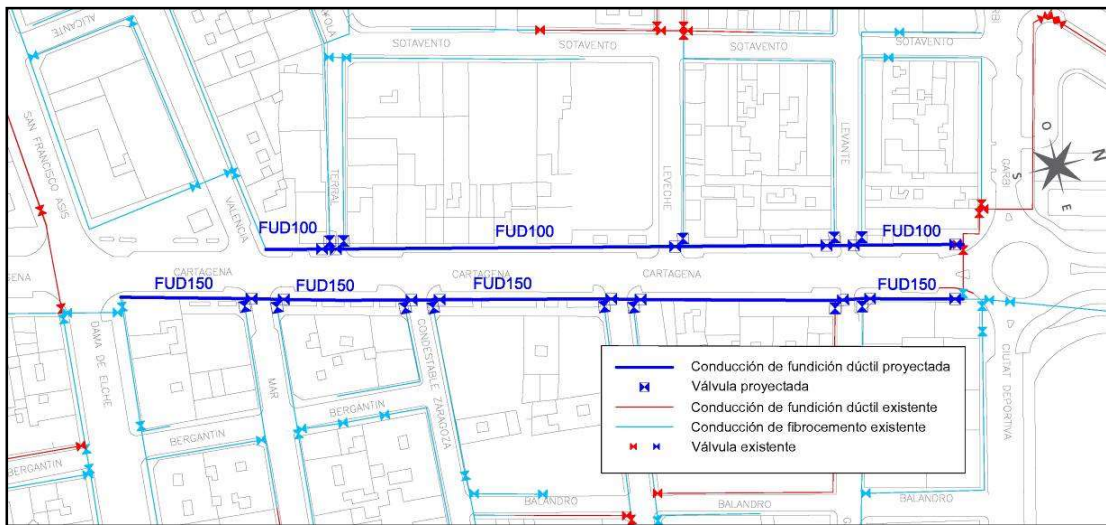 ALICANTE
SOTAVENTO
SOTAVENTO
SOTAVENTO
SOTAVENTO
GARBI
N
O
S
E
SAN FRANCISCO ASIS
VALENCIA
TERRAL
LEVECHE
LEVANTE
FUD100
FUD100
FUD100
CARTAGENA
CARTAGENA
CARTAGENA
FUD150
FUD150
FUD150
FUD150
DAMA DE ELCHE
MAR
CONDESTABLE ZARAGOZA
CIUTAT DEPORTIVA
BERGANTIN
BERGANTIN
BERGANTIN
BALANDRO
BALANDRO
BALANDRO
Conducción de fundición dúctil proyectada
Válvula proyectada
Conducción de fundición dúctil existente
Conducción de fibrocemento existente
Válvula existente